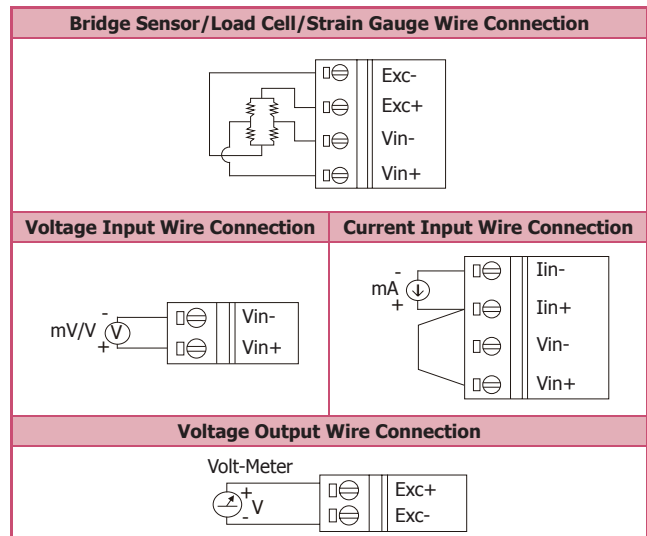 Bridge Sensor/Load Cell/Strain Gauge Wire Connection
Exc-
Exc+
Vin-
Vin+
Voltage Input Wire Connection
-
mV/V
V
+
Vin-
Vin+
Current Input Wire Connection
-
mA
+
Iin-
Iin+
Vin-
Vin+
Voltage Output Wire Connection
Volt-Meter
+
V
-
Exc+
Exc-